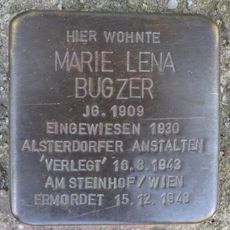 HIER WOHNTE
MARIE LENA
BUGZER
JG. 1909
EINGEWIESEN 1930
ALSTERDORFER ANSTALTEN
'VERLEGT' 16.8.1943
AM STEINHOF/WIEN
ERMORDET 15.12.1943